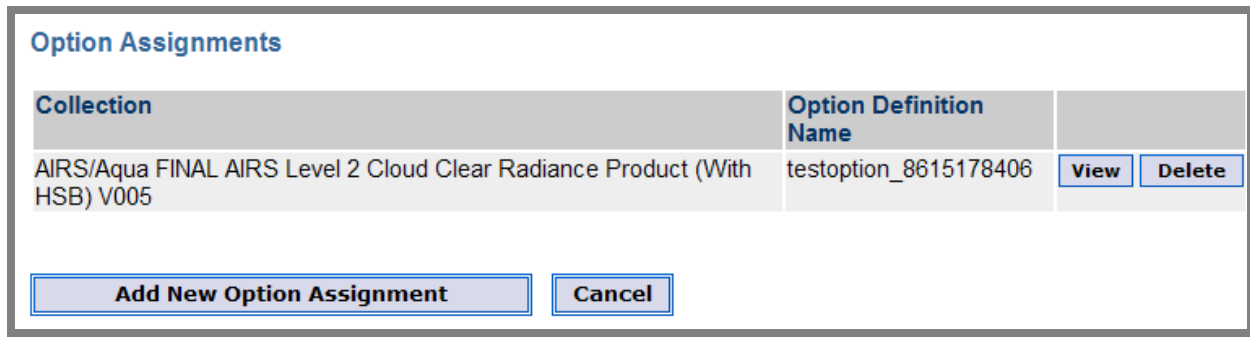 Option Assignments
Collection Option Definition
Name
AIRS/Aqua FINAL AIRS Level 2 Cloud Clear Radiance Product (With testoption_8615178406 View Delete
HSB) V005
Add New Option Assignment Cancel